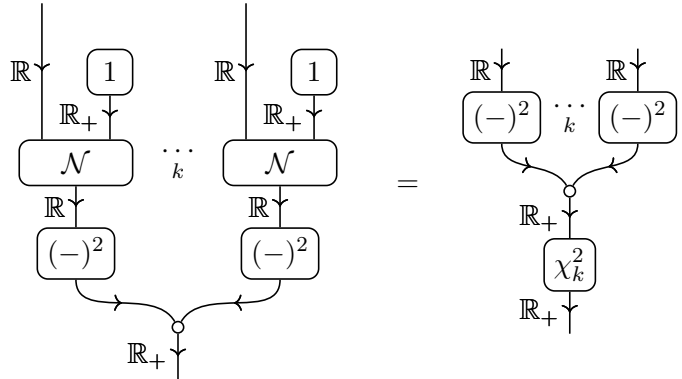 ℝ 1 ℝ 1 ℝ ℝ
ℝ₊ ℝ₊ (−)² ⋯ (−)²
𝒩 ⋯ 𝒩 k
k =
ℝ ℝ ℝ₊
(−)² (−)² χ²ₖ
ℝ₊ ℝ₊